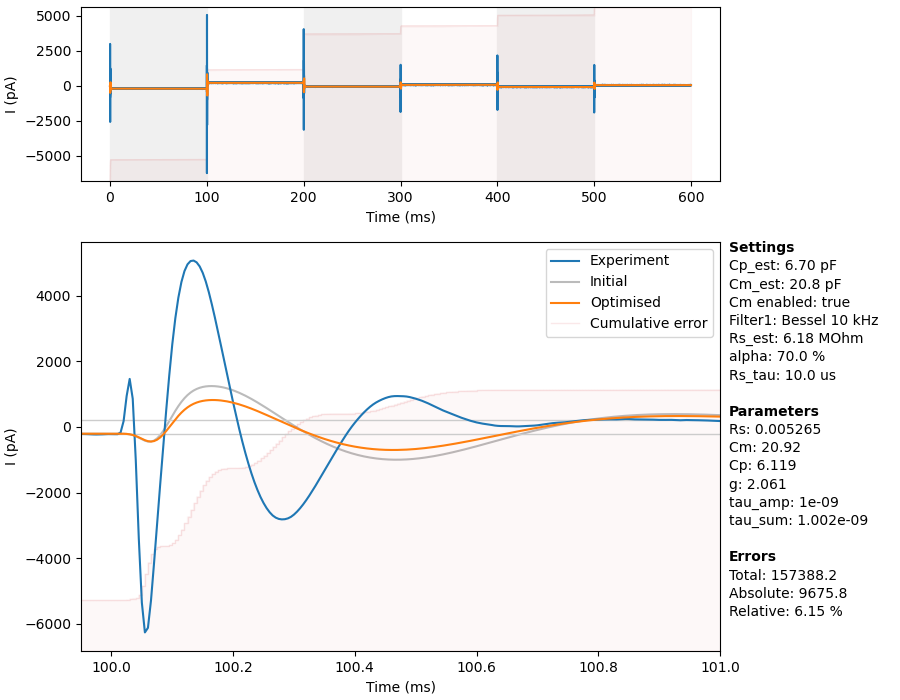 5000
2500
0
−2500
−5000
I (pA)
0 100 200 300 400 500 600
Time (ms)
4000
2000
0
−2000
−4000
−6000
I (pA)
Experiment
Initial
Optimised
Cumulative error
100.0 100.2 100.4 100.6 100.8 101.0
Time (ms)
Settings
Cp_est: 6.70 pF
Cm_est: 20.8 pF
Cm enabled: true
Filter1: Bessel 10 kHz
Rs_est: 6.18 MOhm
alpha: 70.0 %
Rs_tau: 10.0 us
Parameters
Rs: 0.005265
Cm: 20.92
Cp: 6.119
g: 2.061
tau_amp: 1e-09
tau_sum: 1.002e-09
Errors
Total: 157388.2
Absolute: 9675.8
Relative: 6.15 %